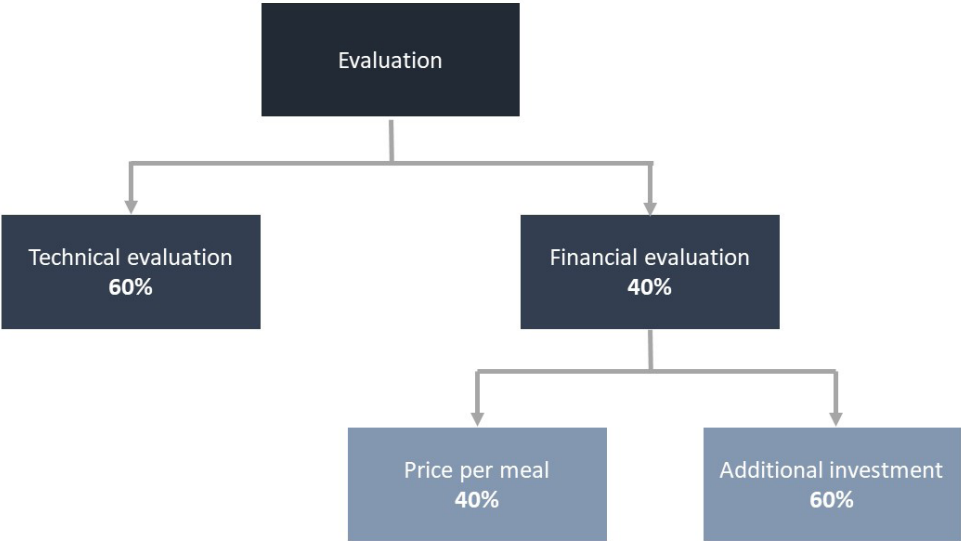 Evaluation
Technical evaluation
60%
Financial evaluation
40%
Price per meal
40%
Additional investment
60%